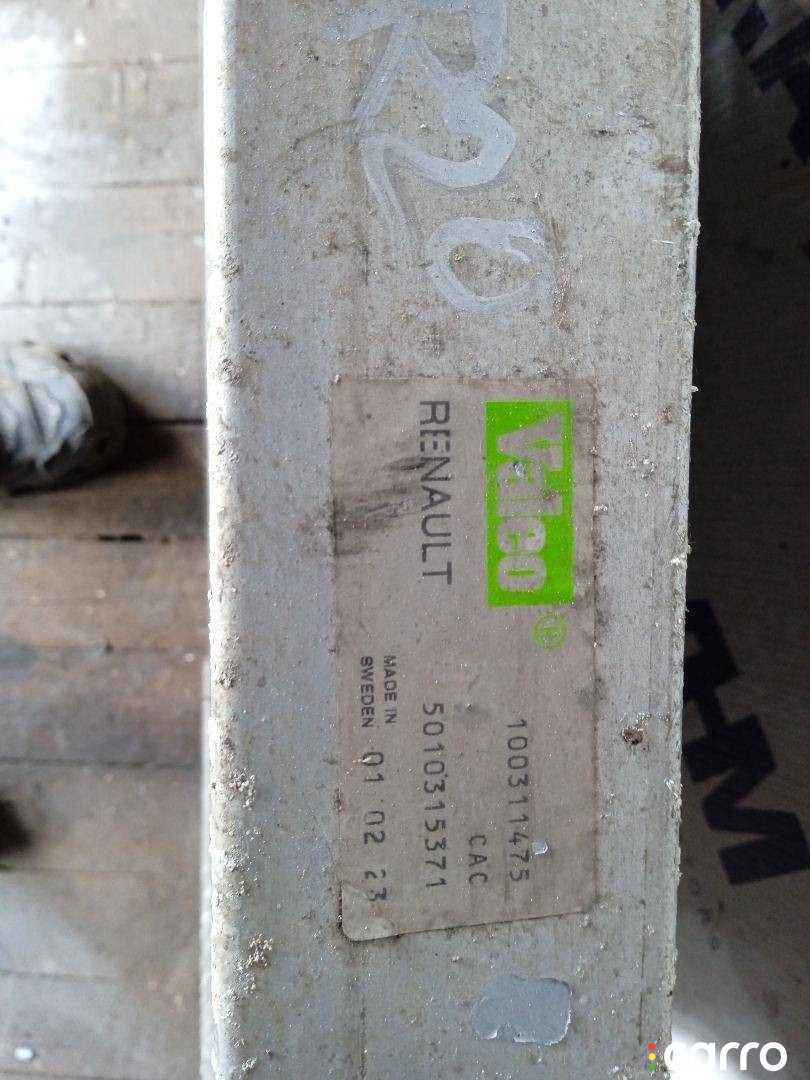 R20
Valeo®
RENAULT
100311475
CAC
5010315371
MADE IN
SWEDEN
01 02 23
carro